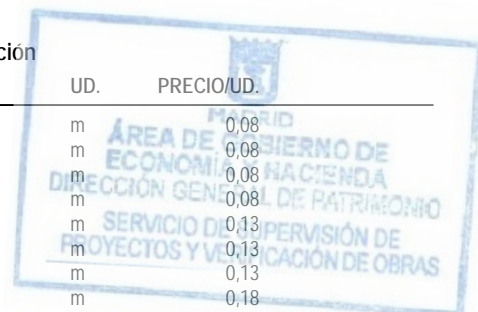 ción
UD. PRECIO/UD.
MADRID
m 0,08
ÁREA DE GOBIERNO DE
m 0,08
ECONOMÍA Y HACIENDA
m 0,08
DIRECCIÓN GENERAL DE PATRIMONIO
m 0,08
SERVICIO DE SUPERVISIÓN DE
m 0,13
PROYECTOS Y VERIFICACIÓN DE OBRAS
m 0,13
m 0,13
m 0,18